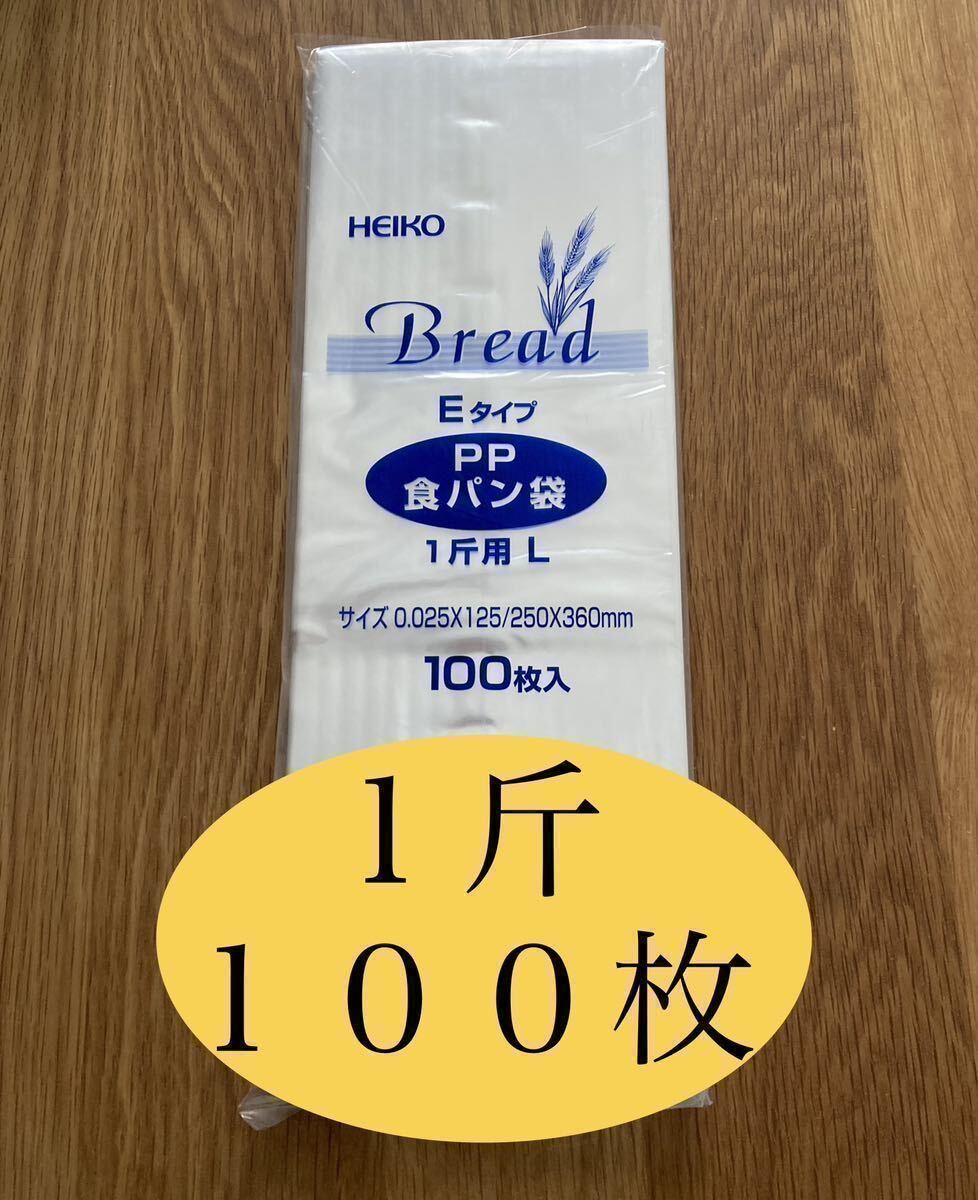 HEIKO
Bread
Eタイプ
PP
食パン袋
1斤用 L
サイズ 0.025X125/250X360mm
100枚入
1斤
100枚